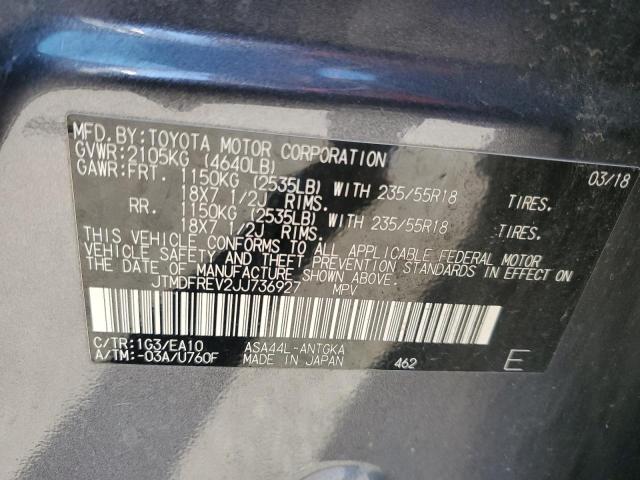 MFD.BY:TOYOTA MOTOR CORPORATION 03/18
GVWR:2105KG (4640LB)
GAWR:FRT. 1150KG (2535LB) WITH 235/55R18 TIRES,
18X7 1/2J RIMS.
RR. 1150KG (2535LB) WITH 235/55R18 TIRES,
18X7 1/2J RIMS.
THIS VEHICLE CONFORMS TO ALL APPLICABLE FEDERAL MOTOR
VEHICLE SAFETY AND THEFT PREVENTION STANDARDS IN EFFECT ON
THE DATE OF MANUFACTURE SHOWN ABOVE.
JTMDFREV2JJ736927 MPV
C/TR:1G3/EA10 ASA44L-ANTGKA
A/TM:-03A/U760F MADE IN JAPAN 462 E